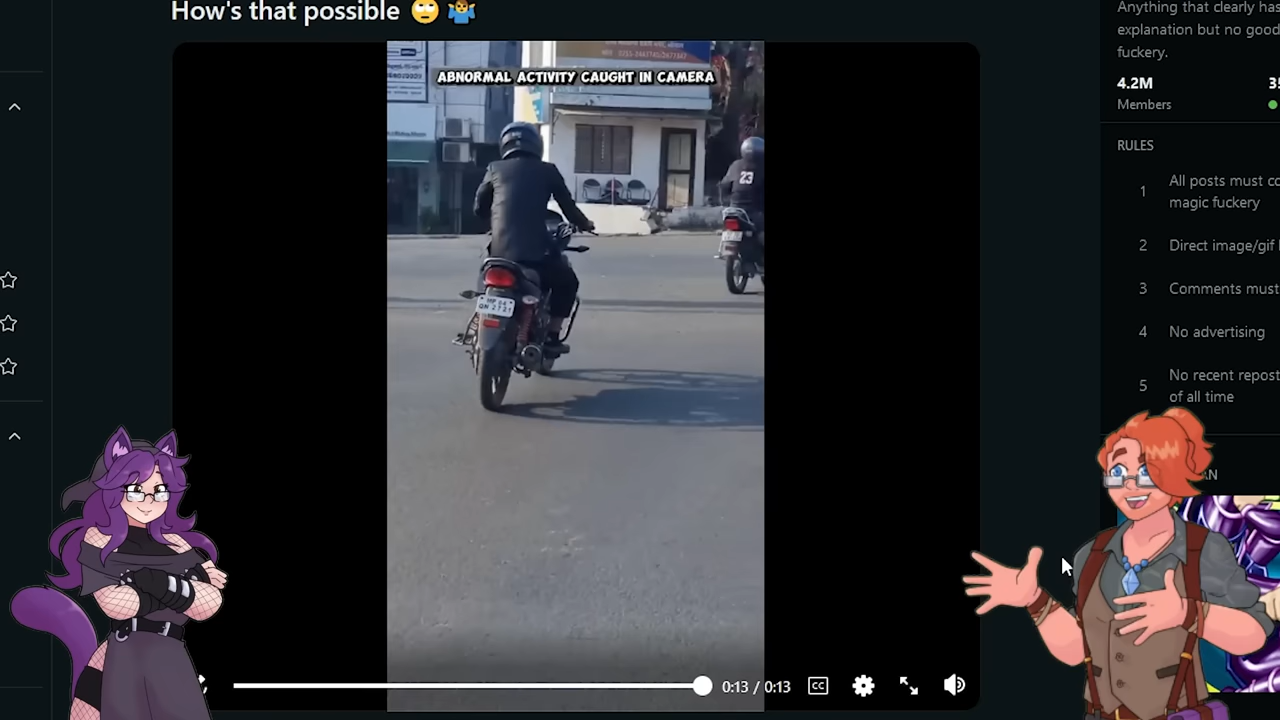 How's that possible 🙄 🤷‍♂️
ABNORMAL ACTIVITY CAUGHT IN CAMERA
23
0:13 / 0:13
CC
Anything that clearly has
explanation but no good
fuckery.
4.2M
Members
RULES
1 All posts must co
magic fuckery
2 Direct image/gif
3 Comments must
4 No advertising
5 No recent repost
of all time